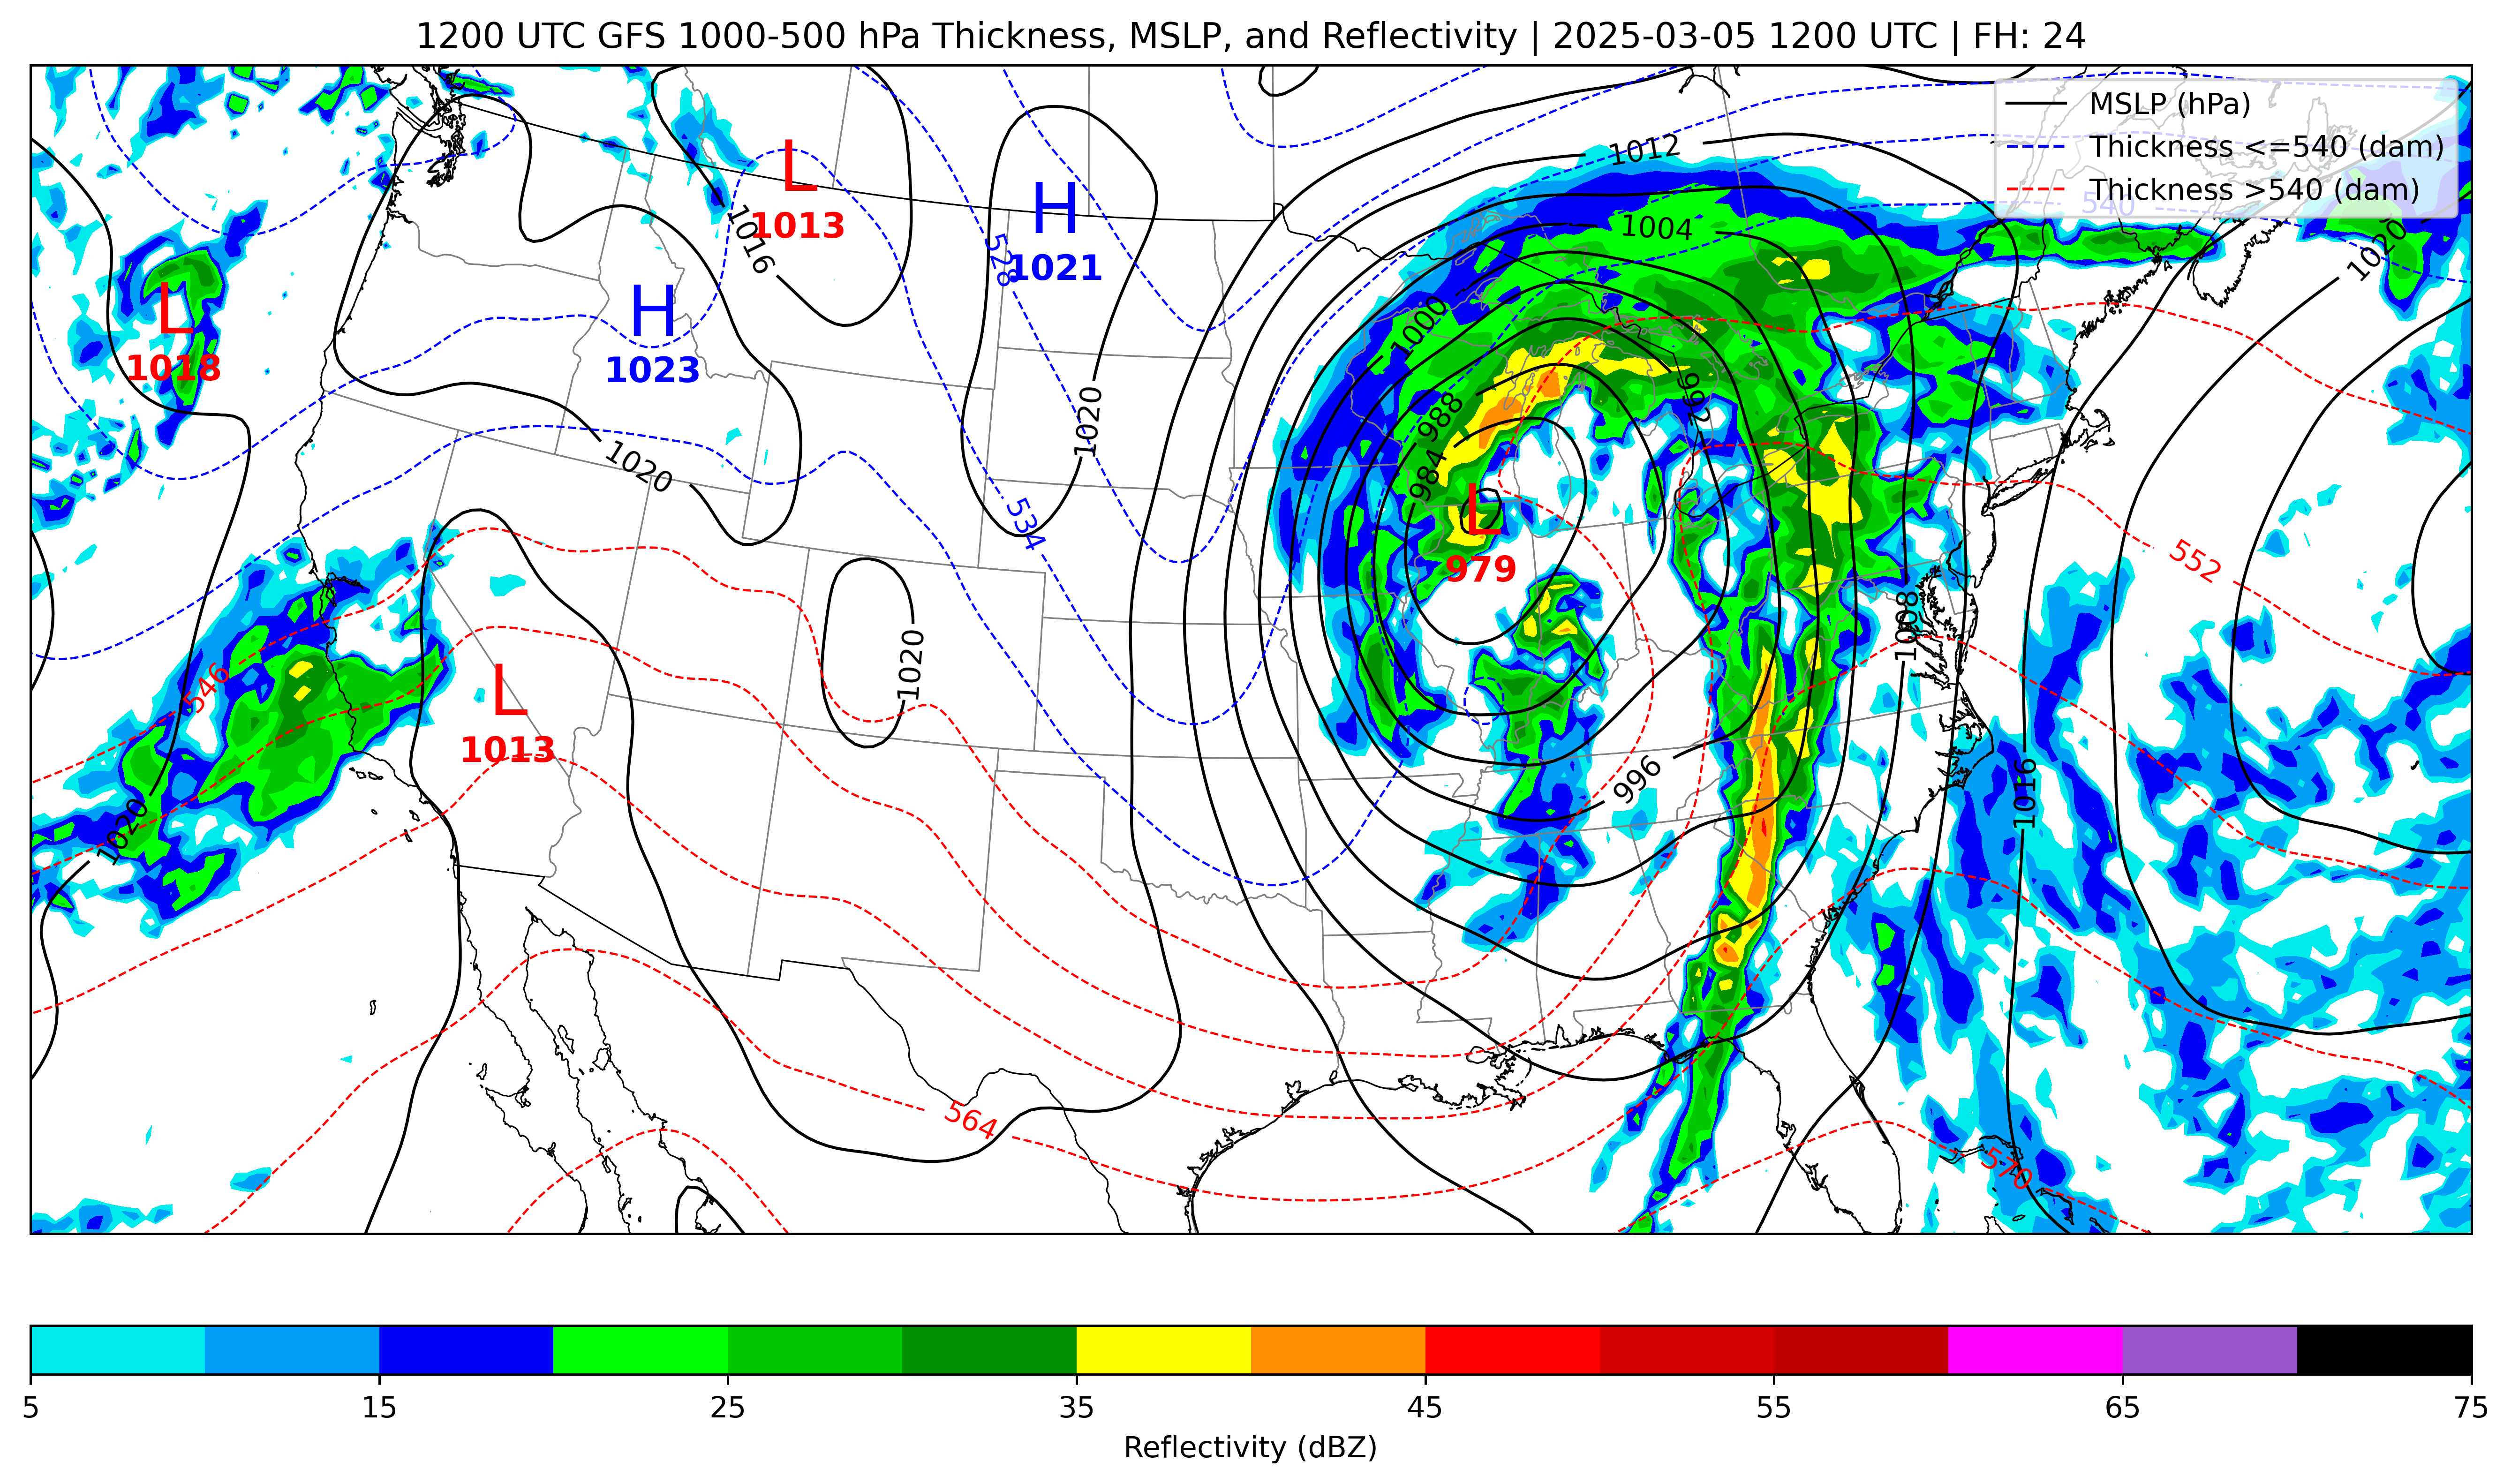 1200 UTC GFS 1000-500 hPa Thickness, MSLP, and Reflectivity | 2025-03-05 1200 UTC | FH: 24
MSLP (hPa)
Thickness <=540 (dam)
Thickness >540 (dam)
540
1012
1004
1020
L
1013
H
1021
1016
528
H
1023
L
1018
1000
992
988
984
1020
1020
534
L
979
552
1008
546
L
1013
1020
1020
996
1016
564
570
5 15 25 35 45 55 65 75
Reflectivity (dBZ)